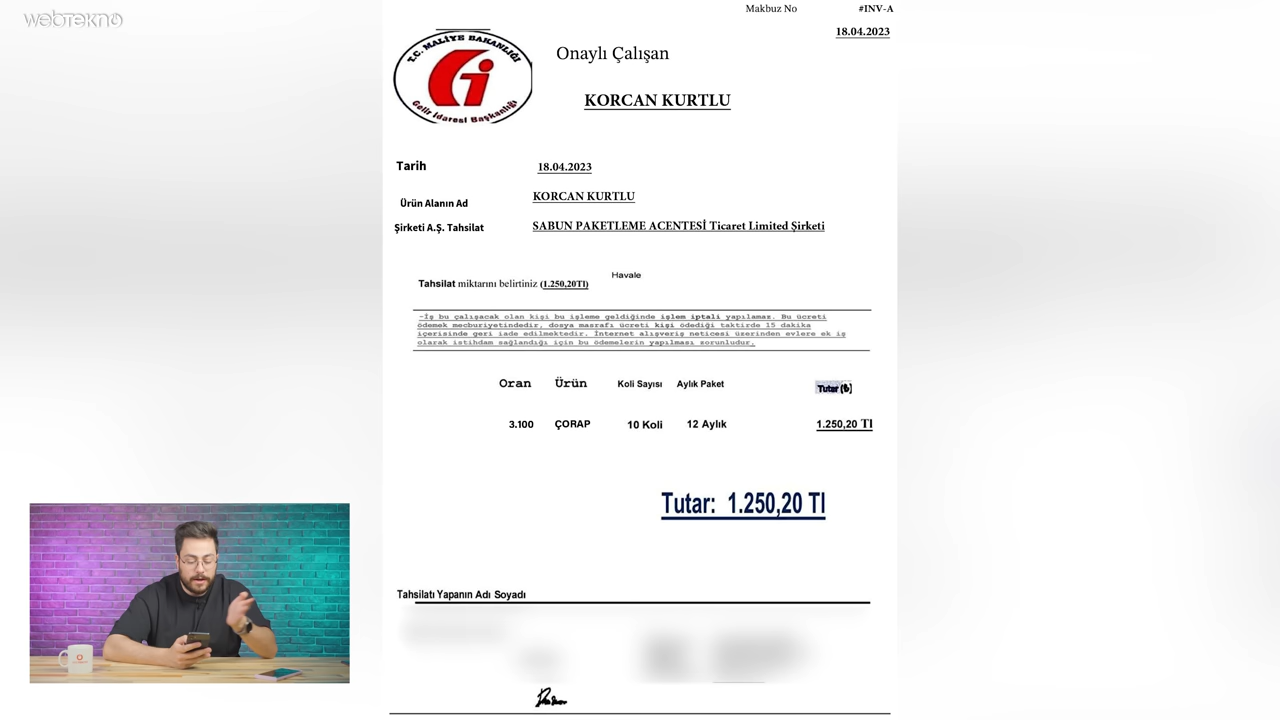 webtekno
Makbuz No #INV-A
18.04.2023
T.C. MALİYE BAKANLIĞI
Gelir İdaresi Başkanlığı
Onaylı Çalışan
KORCAN KURTLU
Tarih 18.04.2023
Ürün Alanın Ad KORCAN KURTLU
Şirketi A.Ş. Tahsilat SABUN PAKETLEME ACENTESİ Ticaret Limited Şirketi
Havale
Tahsilat miktarını belirtiniz (1.250,20Tl)
-İş bu çalışacak olan kişi bu işleme geldiğinde işlem iptali yapılamaz. Bu ücreti
ödemek mecburiyetindedir, dosya masrafı ücreti kişi ödediği taktirde 15 dakika
içerisinde geri iade edilmektedir. İnternet alışveriş neticesi üzerinden evlere ek iş
olarak istihdam sağlandığı için bu ödemelerin yapılması zorunludur.
Oran Ürün Koli Sayısı Aylık Paket Tutar (₺)
3.100 ÇORAP 10 Koli 12 Aylık 1.250,20 Tl
Tutar: 1.250,20 Tl
Tahsilatı Yapanın Adı Soyadı